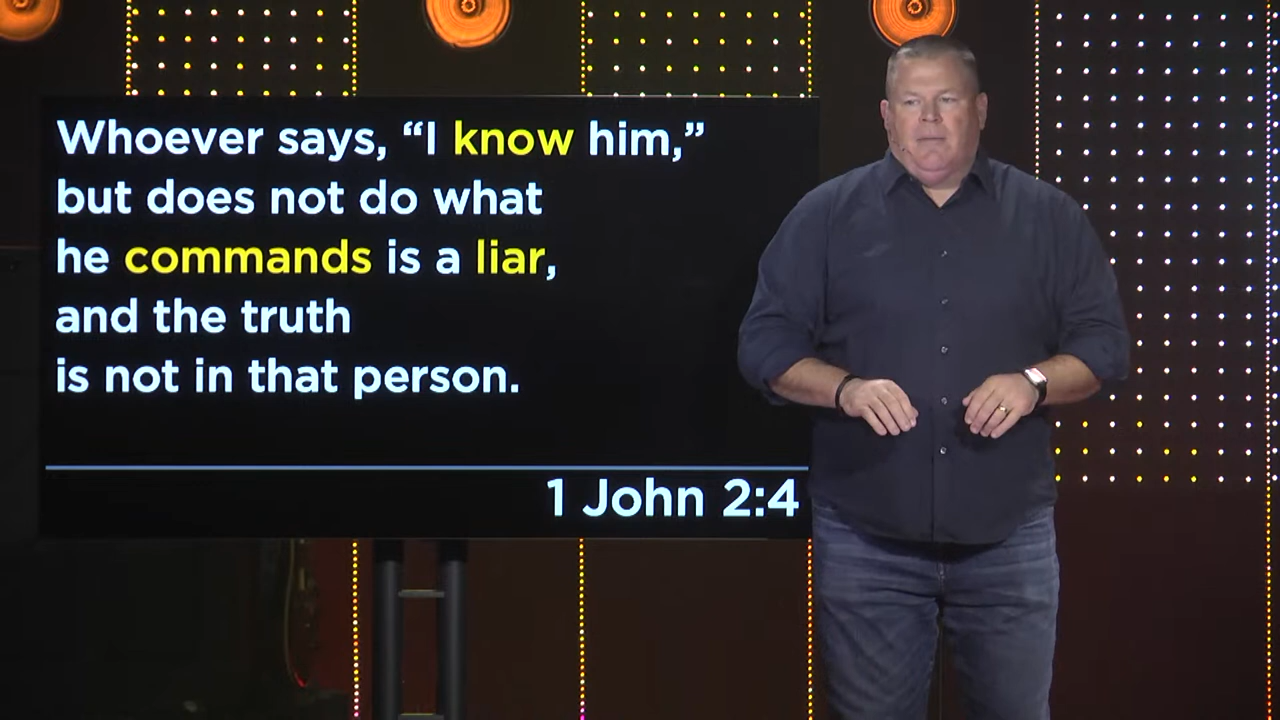 Whoever says, “I know him,”
but does not do what
he commands is a liar,
and the truth
is not in that person.
1 John 2:4